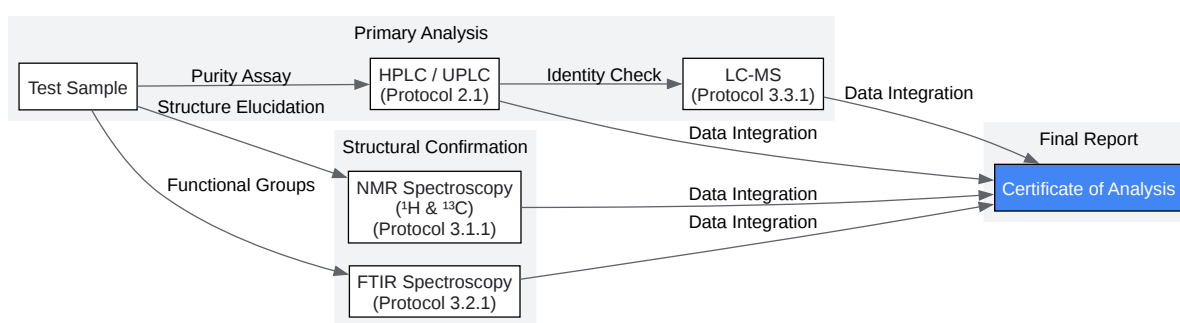 Primary Analysis
Test Sample
Purity Assay
HPLC / UPLC
(Protocol 2.1)
Identity Check
LC-MS
(Protocol 3.3.1)
Structure Elucidation
Data Integration
Data Integration
Final Report
Certificate of Analysis
Structural Confirmation
Functional Groups
NMR Spectroscopy
(¹H & ¹³C)
(Protocol 3.1.1)
Data Integration
Data Integration
FTIR Spectroscopy
(Protocol 3.2.1)